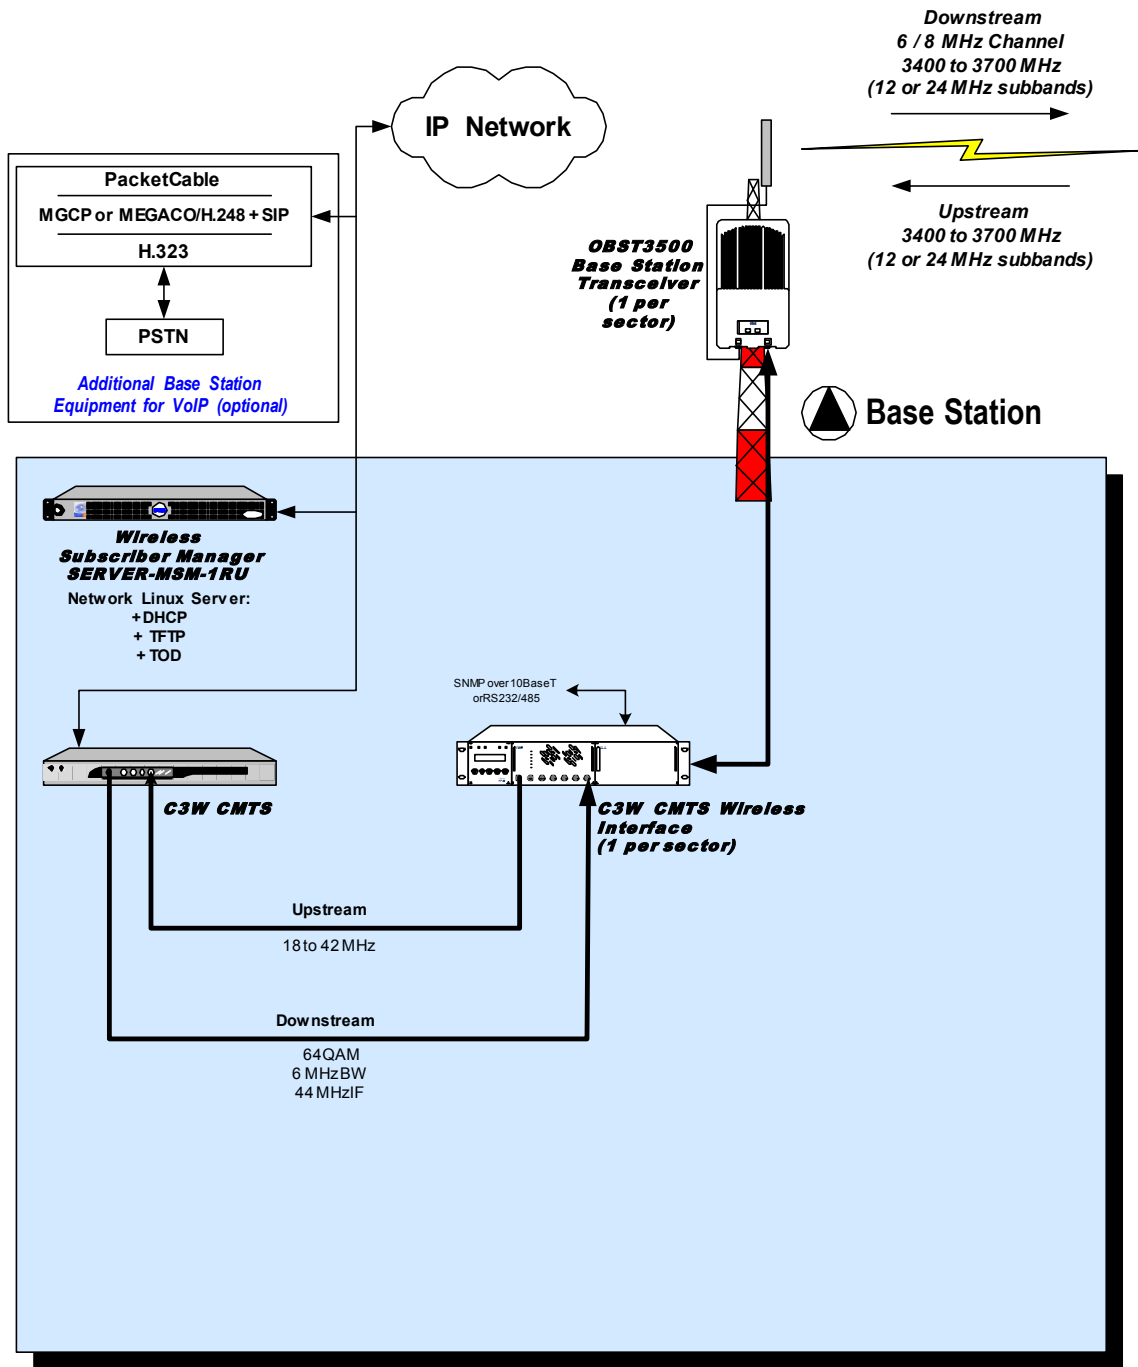 Downstream
6 / 8 MHz Channel
3400 to 3700 MHz
(12 or 24 MHz subbands)
IP Network
PacketCable
MGCP or MEGACO/H.248 + SIP
H.323
PSTN
Additional Base Station
Equipment for VoIP (optional)
Upstream
3400 to 3700 MHz
(12 or 24 MHz subbands)
OBST3500
Base Station
Transceiver
(1 per
sector)
Base Station
Wireless
Subscriber Manager
SERVER-MSM-1RU
Network Linux Server:
+DHCP
+ TFTP
+ TOD
SNMP over 10BaseT
or RS232/485
C3W CMTS
C3W CMTS Wireless
Interface
(1 per sector)
Upstream
18 to 42 MHz
Downstream
64QAM
6 MHz BW
44 MHz IF